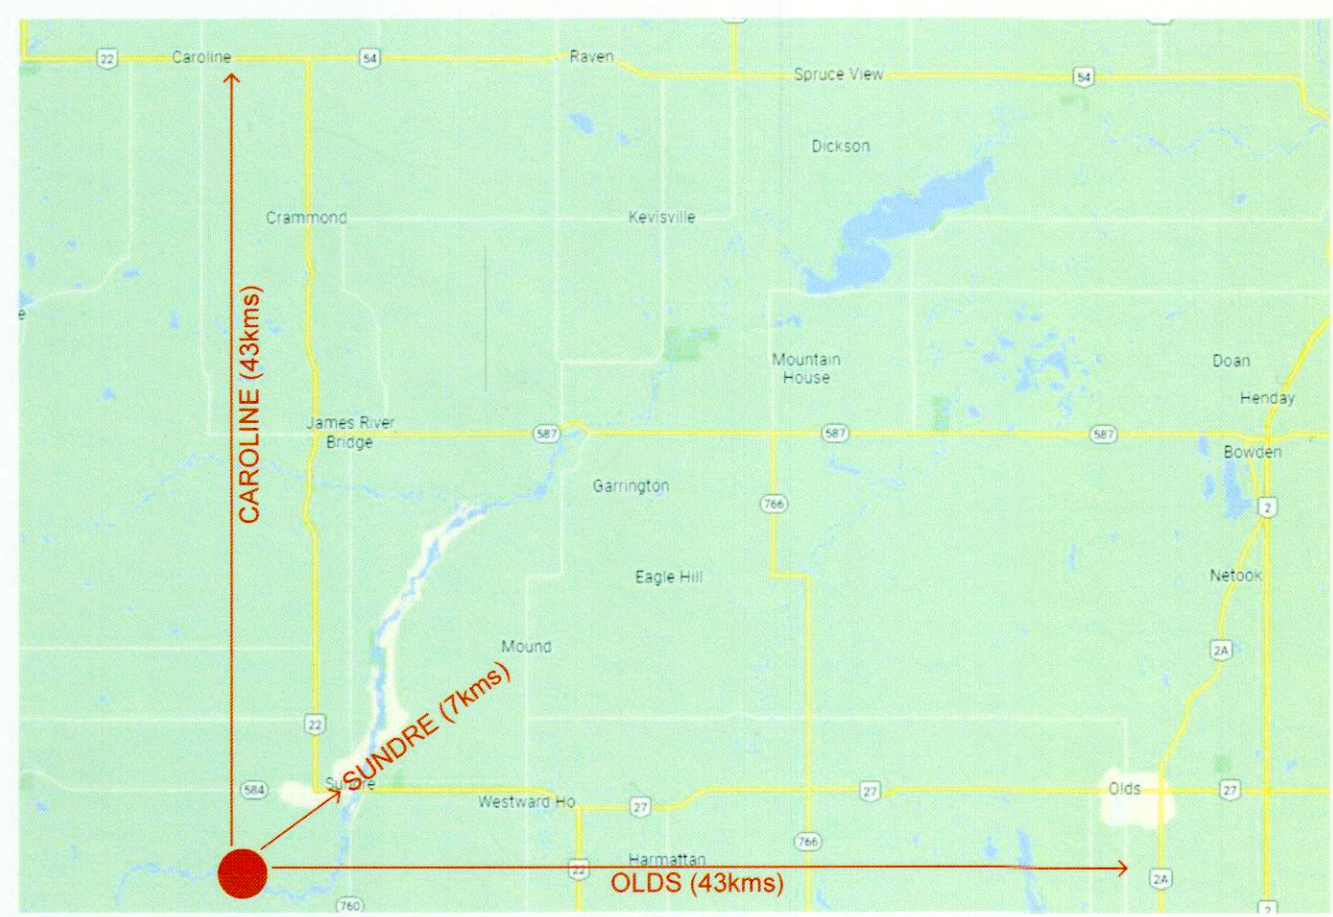 22
Caroline
54
Raven
Spruce View
54
Dickson
Crammond
Kevisville
CAROLINE (43kms)
Mountain
House
Doan
Henday
James River
Bridge
587
587
587
Bowden
Garrington
766
2
Eagle Hill
Netook
Mound
2A
SUNDRE (7kms)
22
584
Sundre
Westward Ho
27
27
Olds
27
766
Harmattan
22
OLDS (43kms)
2A
760
2